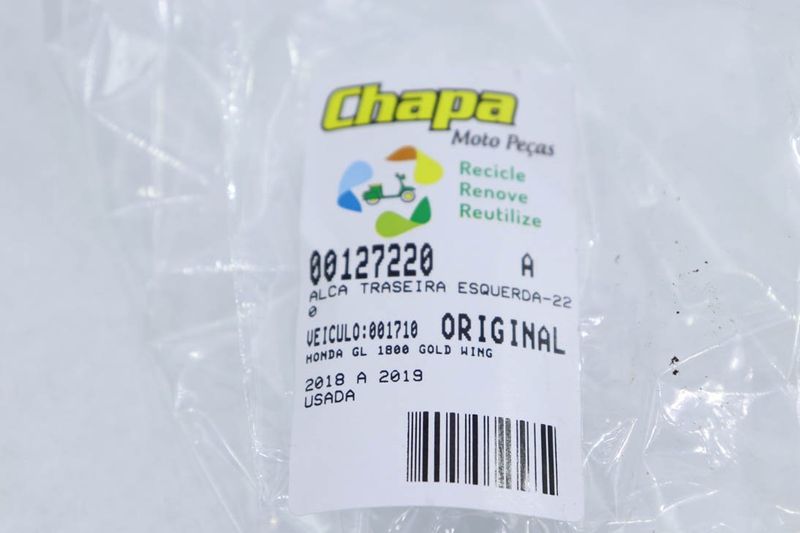 Chapa
Moto Peças
Recicle
Renove
Reutilize
00127220 A
ALCA TRASEIRA ESQUERDA-22
0
VEICULO:001710 ORIGINAL
HONDA GL 1800 GOLD WING
2018 A 2019
USADA